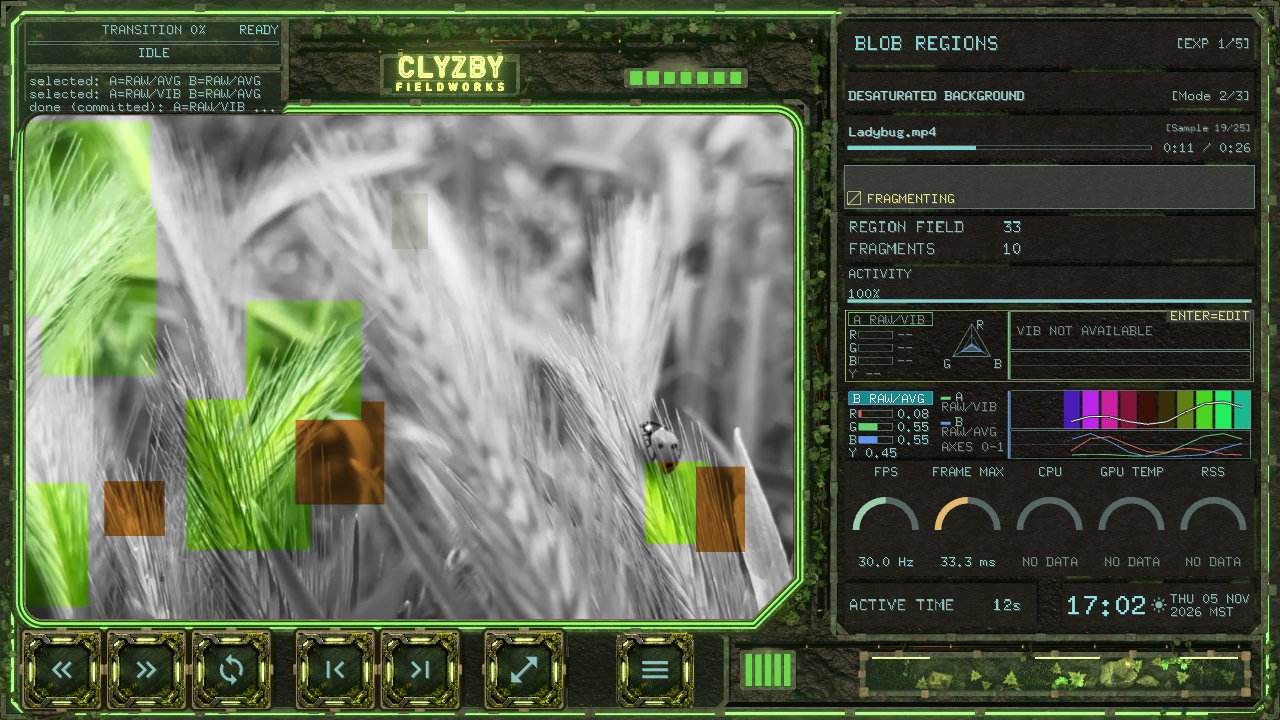 TRANSITION 0% READY
IDLE
selected: A=RAW/AVG B=RAW/AVG
selected: A=RAW/VIB B=RAW/AVG
done (committed): A=RAW/VIB ...
CLYZBY
FIELDWORKS
BLOB REGIONS [EXP 1/5]
DESATURATED BACKGROUND [Mode 2/3]
Ladybug.mp4 [Sample 19/25]
0:11 / 0:26
FRAGMENTING
REGION FIELD 33
FRAGMENTS 10
ACTIVITY
100%
ENTER=EDIT
A RAW/VIB
R --
G --
B --
Y --
R
G B
VIB NOT AVAILABLE
B RAW/AVG
R 0.08
G 0.55
B 0.55
Y 0.45
A
RAW/VIB
B
RAW/AVG
AXES 0-1
FPS FRAME MAX CPU GPU TEMP RSS
30.0 Hz 33.3 ms NO DATA NO DATA NO DATA
ACTIVE TIME 12s
17:02 THU 05 NOV
2026 MST